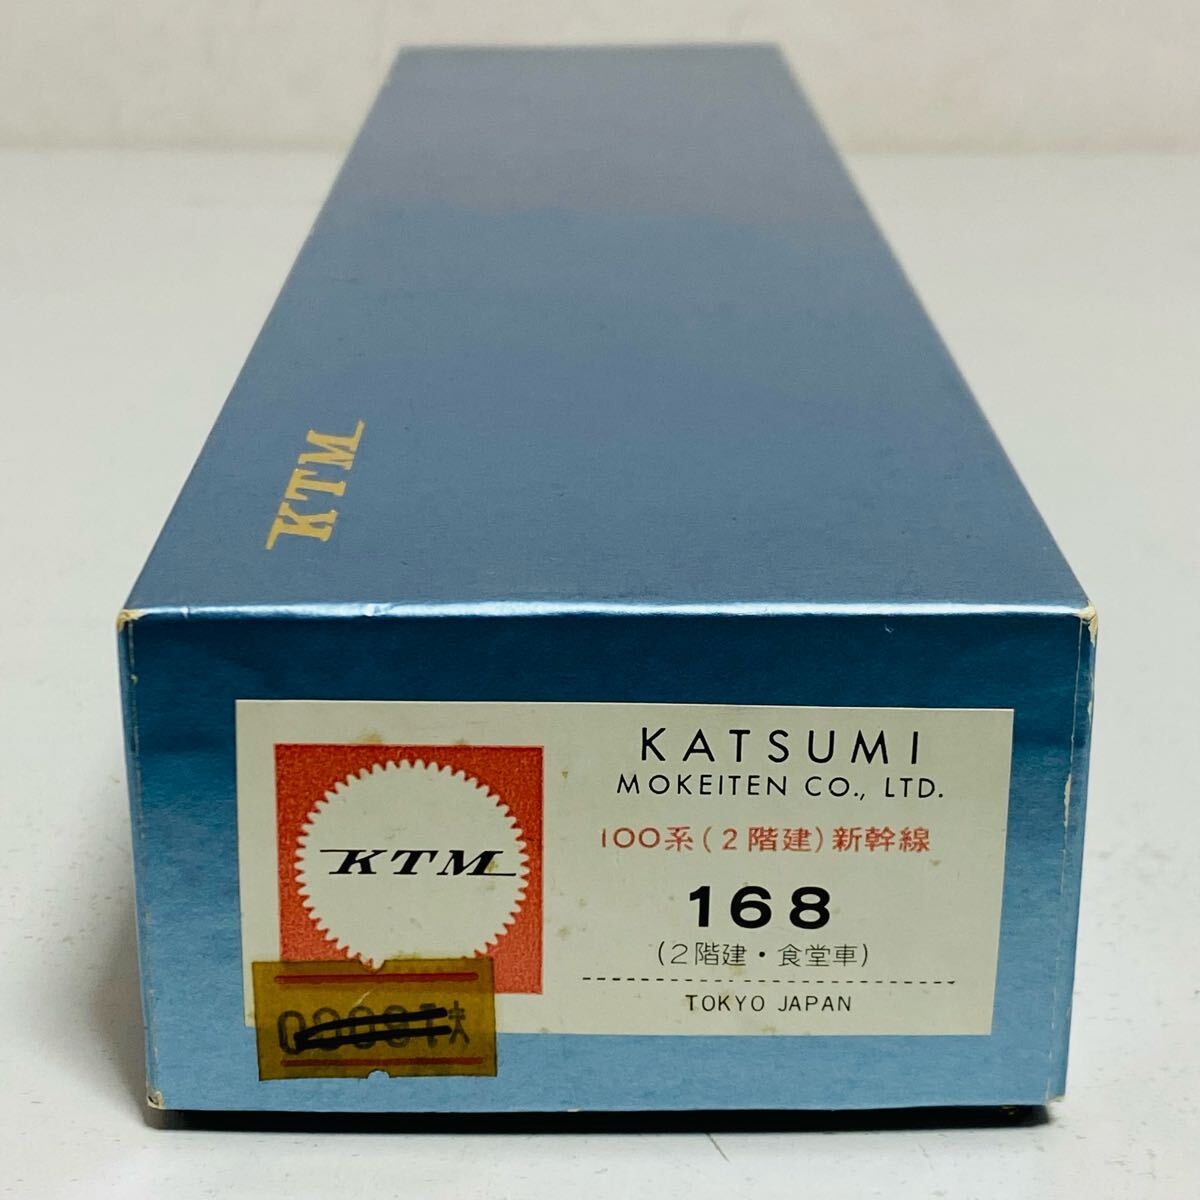 KTM
KATSUMI
MOKEITEN CO., LTD.
100系(2階建)新幹線
KTM
168
(2階建・食堂車)
TOKYO JAPAN